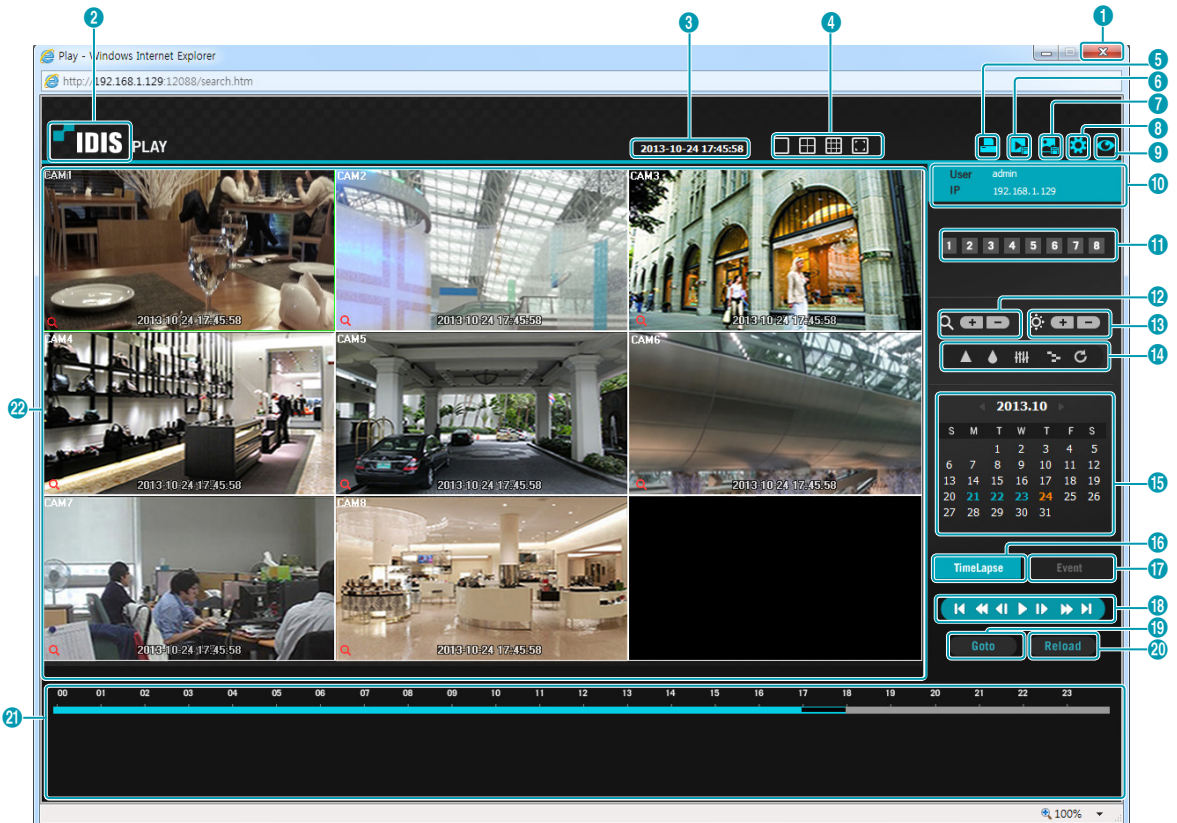 2
3
4
1
Play - Windows Internet Explorer
http://192.168.1.129:12088/search.htm
5
6
7
8
9
IDIS PLAY
2013-10-24 17:45:58
User admin
IP 192.168.1.129
10
CAM1
CAM2
CAM3
1 2 3 4 5 6 7 8
11
12
13
14
2013-10-24 17:45:58
2013-10-24 17:45:58
2013-10-24 17:45:58
CAM4
CAM5
CAM6
22
2013.10
S M T W T F S
1 2 3 4 5
6 7 8 9 10 11 12
13 14 15 16 17 18 19
20 21 22 23 24 25 26
27 28 29 30 31
15
2013-10-24 17:45:58
2013-10-24 17:45:58
2013-10-24 17:45:58
CAM7
CAM8
16
TimeLapse
Event
17
18
19
Goto
Reload
20
2013-10-24 17:45:58
2013-10-24 17:45:58
00 01 02 03 04 05 06 07 08 09 10 11 12 13 14 15 16 17 18 19 20 21 22 23
21
100%